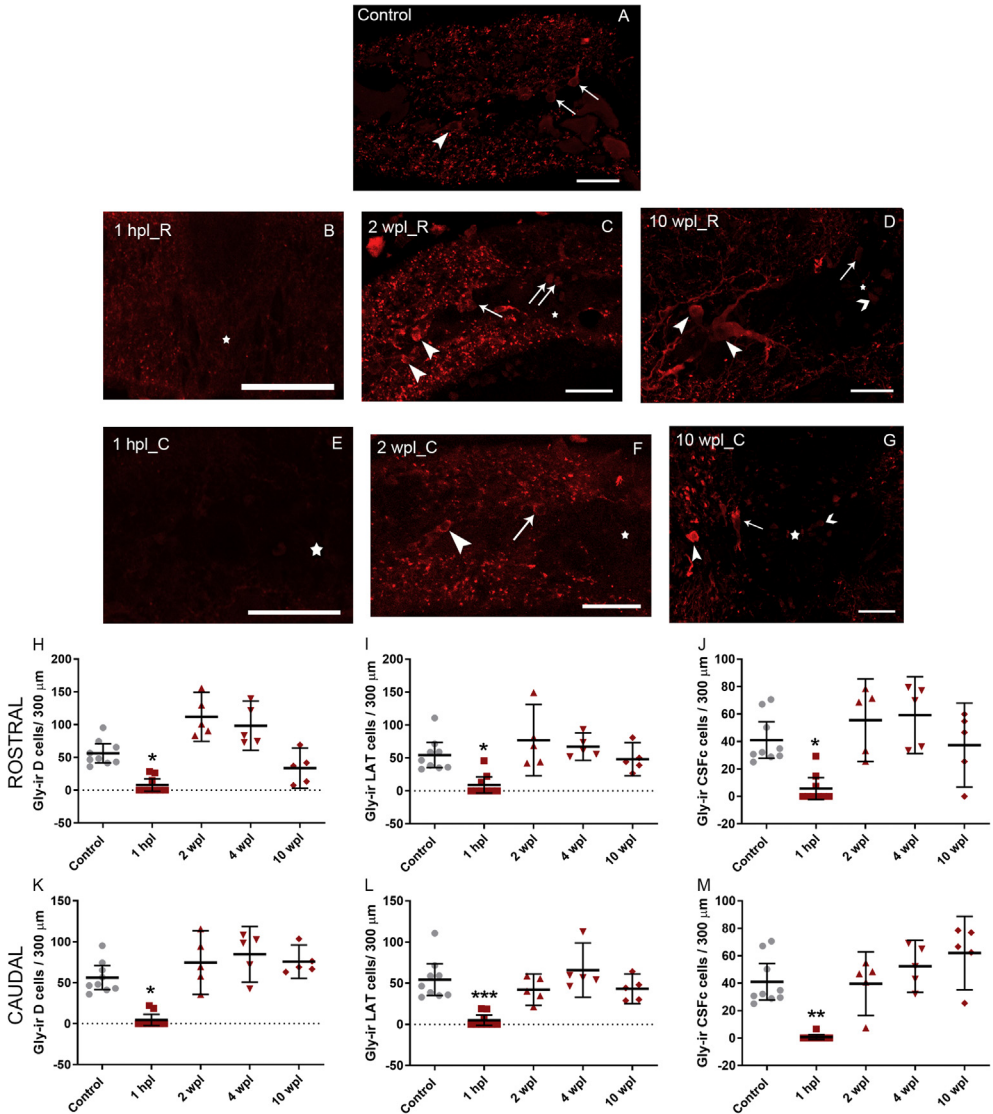 Control A
1 hpl_R B
2 wpl_R C
10 wpl_R D
1 hpl_C E
2 wpl_C F
10 wpl_C G
ROSTRAL
H
Gly-ir D cells/ 300 µm
200
150
100
50
0
-50
*
Control 1 hpl 2 wpl 4 wpl 10 wpl
I
Gly-ir LAT cells/ 300 µm
200
150
100
50
0
-50
*
Control 1 hpl 2 wpl 4 wpl 10 wpl
J
Gly-ir CSFc cells / 300 µm
100
80
60
40
20
0
-20
*
Control 1 hpl 2 wpl 4 wpl 10 wpl
CAUDAL
K
Gly-ir D cells/ 300 µm
150
100
50
0
-50
*
Control 1 hpl 2 wpl 4 wpl 10 wpl
L
Gly-ir LAT cells/ 300 µm
150
100
50
0
-50
***
Control 1 hpl 2 wpl 4 wpl 10 wpl
M
Gly-ir CSFc cells / 300 µm
100
80
60
40
20
0
-20
**
Control 1 hpl 2 wpl 4 wpl 10 wpl